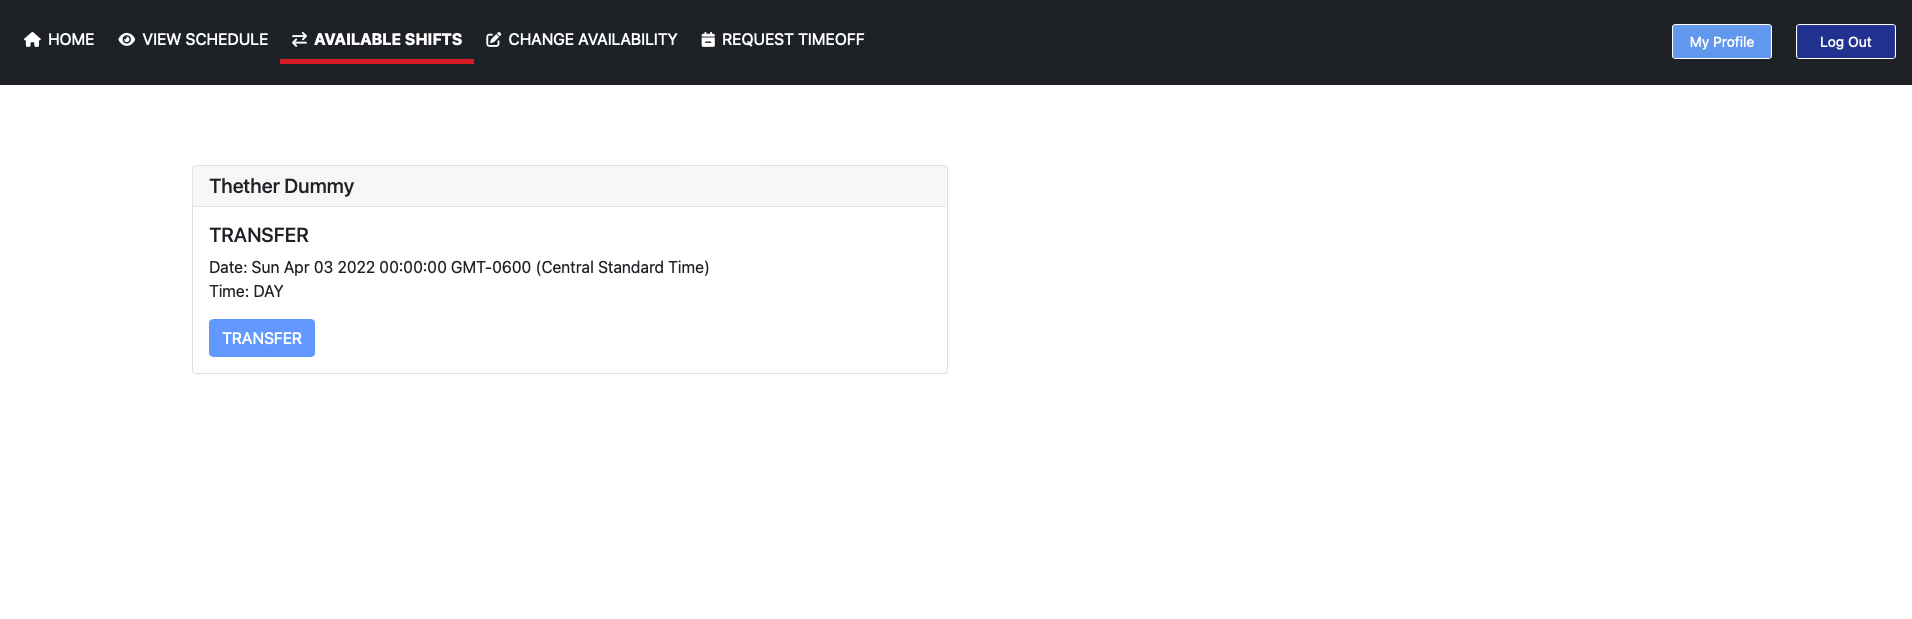 HOME VIEW SCHEDULE AVAILABLE SHIFTS CHANGE AVAILABILITY REQUEST TIMEOFF My Profile Log Out
Thether Dummy
TRANSFER
Date: Sun Apr 03 2022 00:00:00 GMT-0600 (Central Standard Time)
Time: DAY
TRANSFER